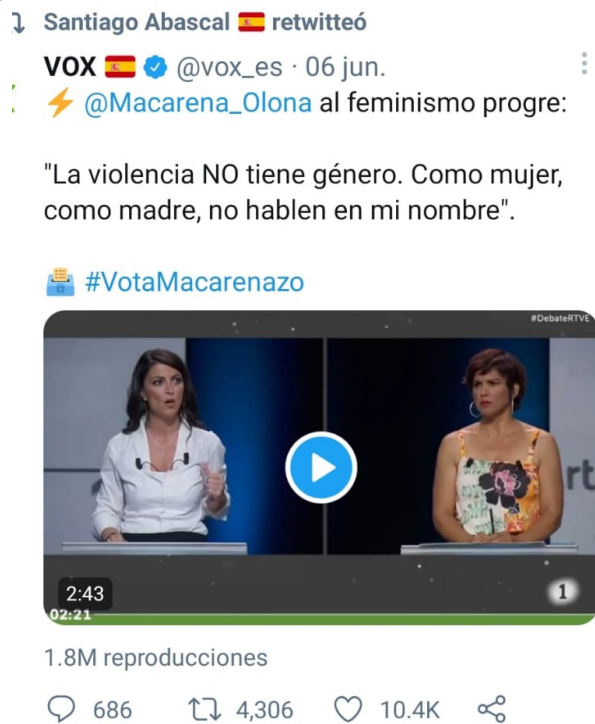 Santiago Abascal 🇪🇸 retwitteó
VOX 🇪🇸 @vox_es · 06 jun.
⚡ @Macarena_Olona al feminismo progre:
"La violencia NO tiene género. Como mujer,
como madre, no hablen en mi nombre".
🗳️ #VotaMacarenazo
#DebateRTVE
rt
2:43
1
02:21
1.8M reproducciones
686 4,306 10.4K